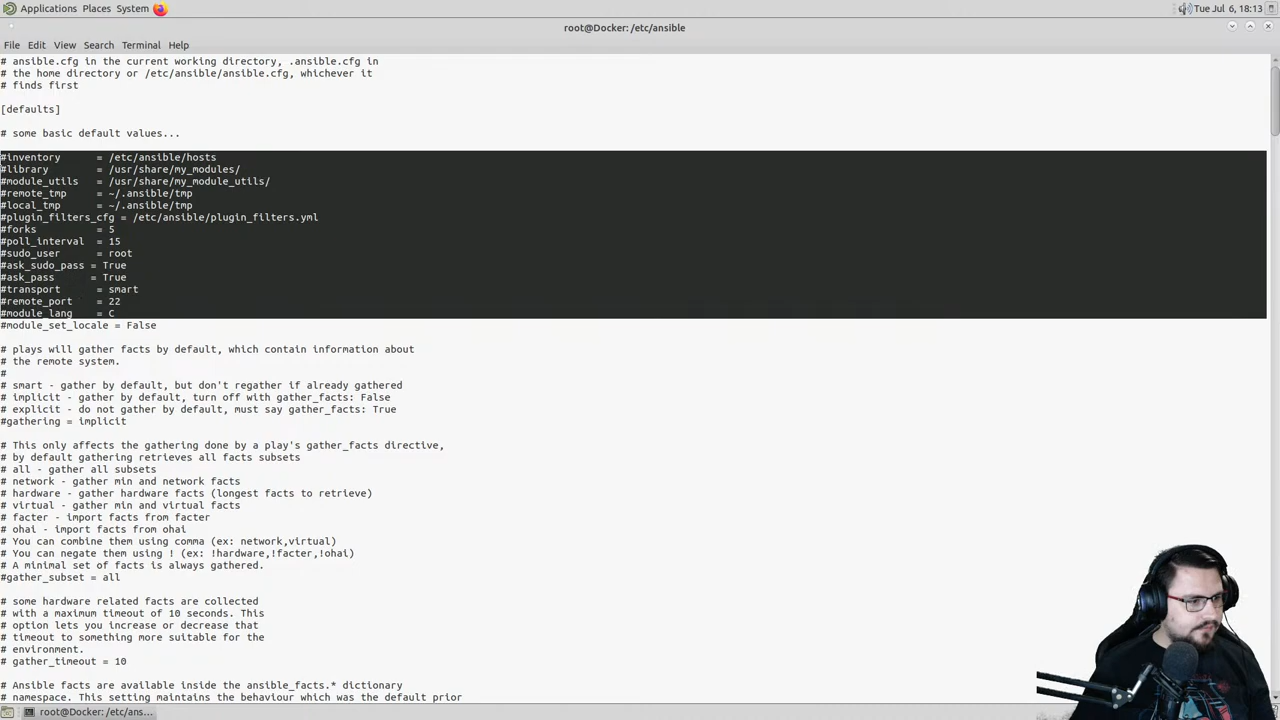 Applications Places System
Tue Jul 6, 18:13
root@Docker: /etc/ansible
File Edit View Search Terminal Help
# ansible.cfg in the current working directory, .ansible.cfg in
# the home directory or /etc/ansible/ansible.cfg, whichever it
# finds first
[defaults]
# some basic default values...
#inventory      = /etc/ansible/hosts
#library        = /usr/share/my_modules/
#module_utils   = /usr/share/my_module_utils/
#remote_tmp     = ~/.ansible/tmp
#local_tmp      = ~/.ansible/tmp
#plugin_filters_cfg = /etc/ansible/plugin_filters.yml
#forks          = 5
#poll_interval  = 15
#sudo_user      = root
#ask_sudo_pass = True
#ask_pass      = True
#transport      = smart
#remote_port    = 22
#module_lang    = C
#module_set_locale = False
# plays will gather facts by default, which contain information about
# the remote system.
#
# smart - gather by default, but don't regather if already gathered
# implicit - gather by default, turn off with gather_facts: False
# explicit - do not gather by default, must say gather_facts: True
#gathering = implicit
# This only affects the gathering done by a play's gather_facts directive,
# by default gathering retrieves all facts subsets
# all - gather all subsets
# network - gather min and network facts
# hardware - gather hardware facts (longest facts to retrieve)
# virtual - gather min and virtual facts
# facter - import facts from facter
# ohai - import facts from ohai
# You can combine them using comma (ex: network,virtual)
# You can negate them using ! (ex: !hardware,!facter,!ohai)
# A minimal set of facts is always gathered.
#gather_subset = all
# some hardware related facts are collected
# with a maximum timeout of 10 seconds. This
# option lets you increase or decrease that
# timeout to something more suitable for the
# environment.
# gather_timeout = 10
# Ansible facts are available inside the ansible_facts.* dictionary
# namespace. This setting maintains the behaviour which was the default prior
root@Docker: /etc/ans...